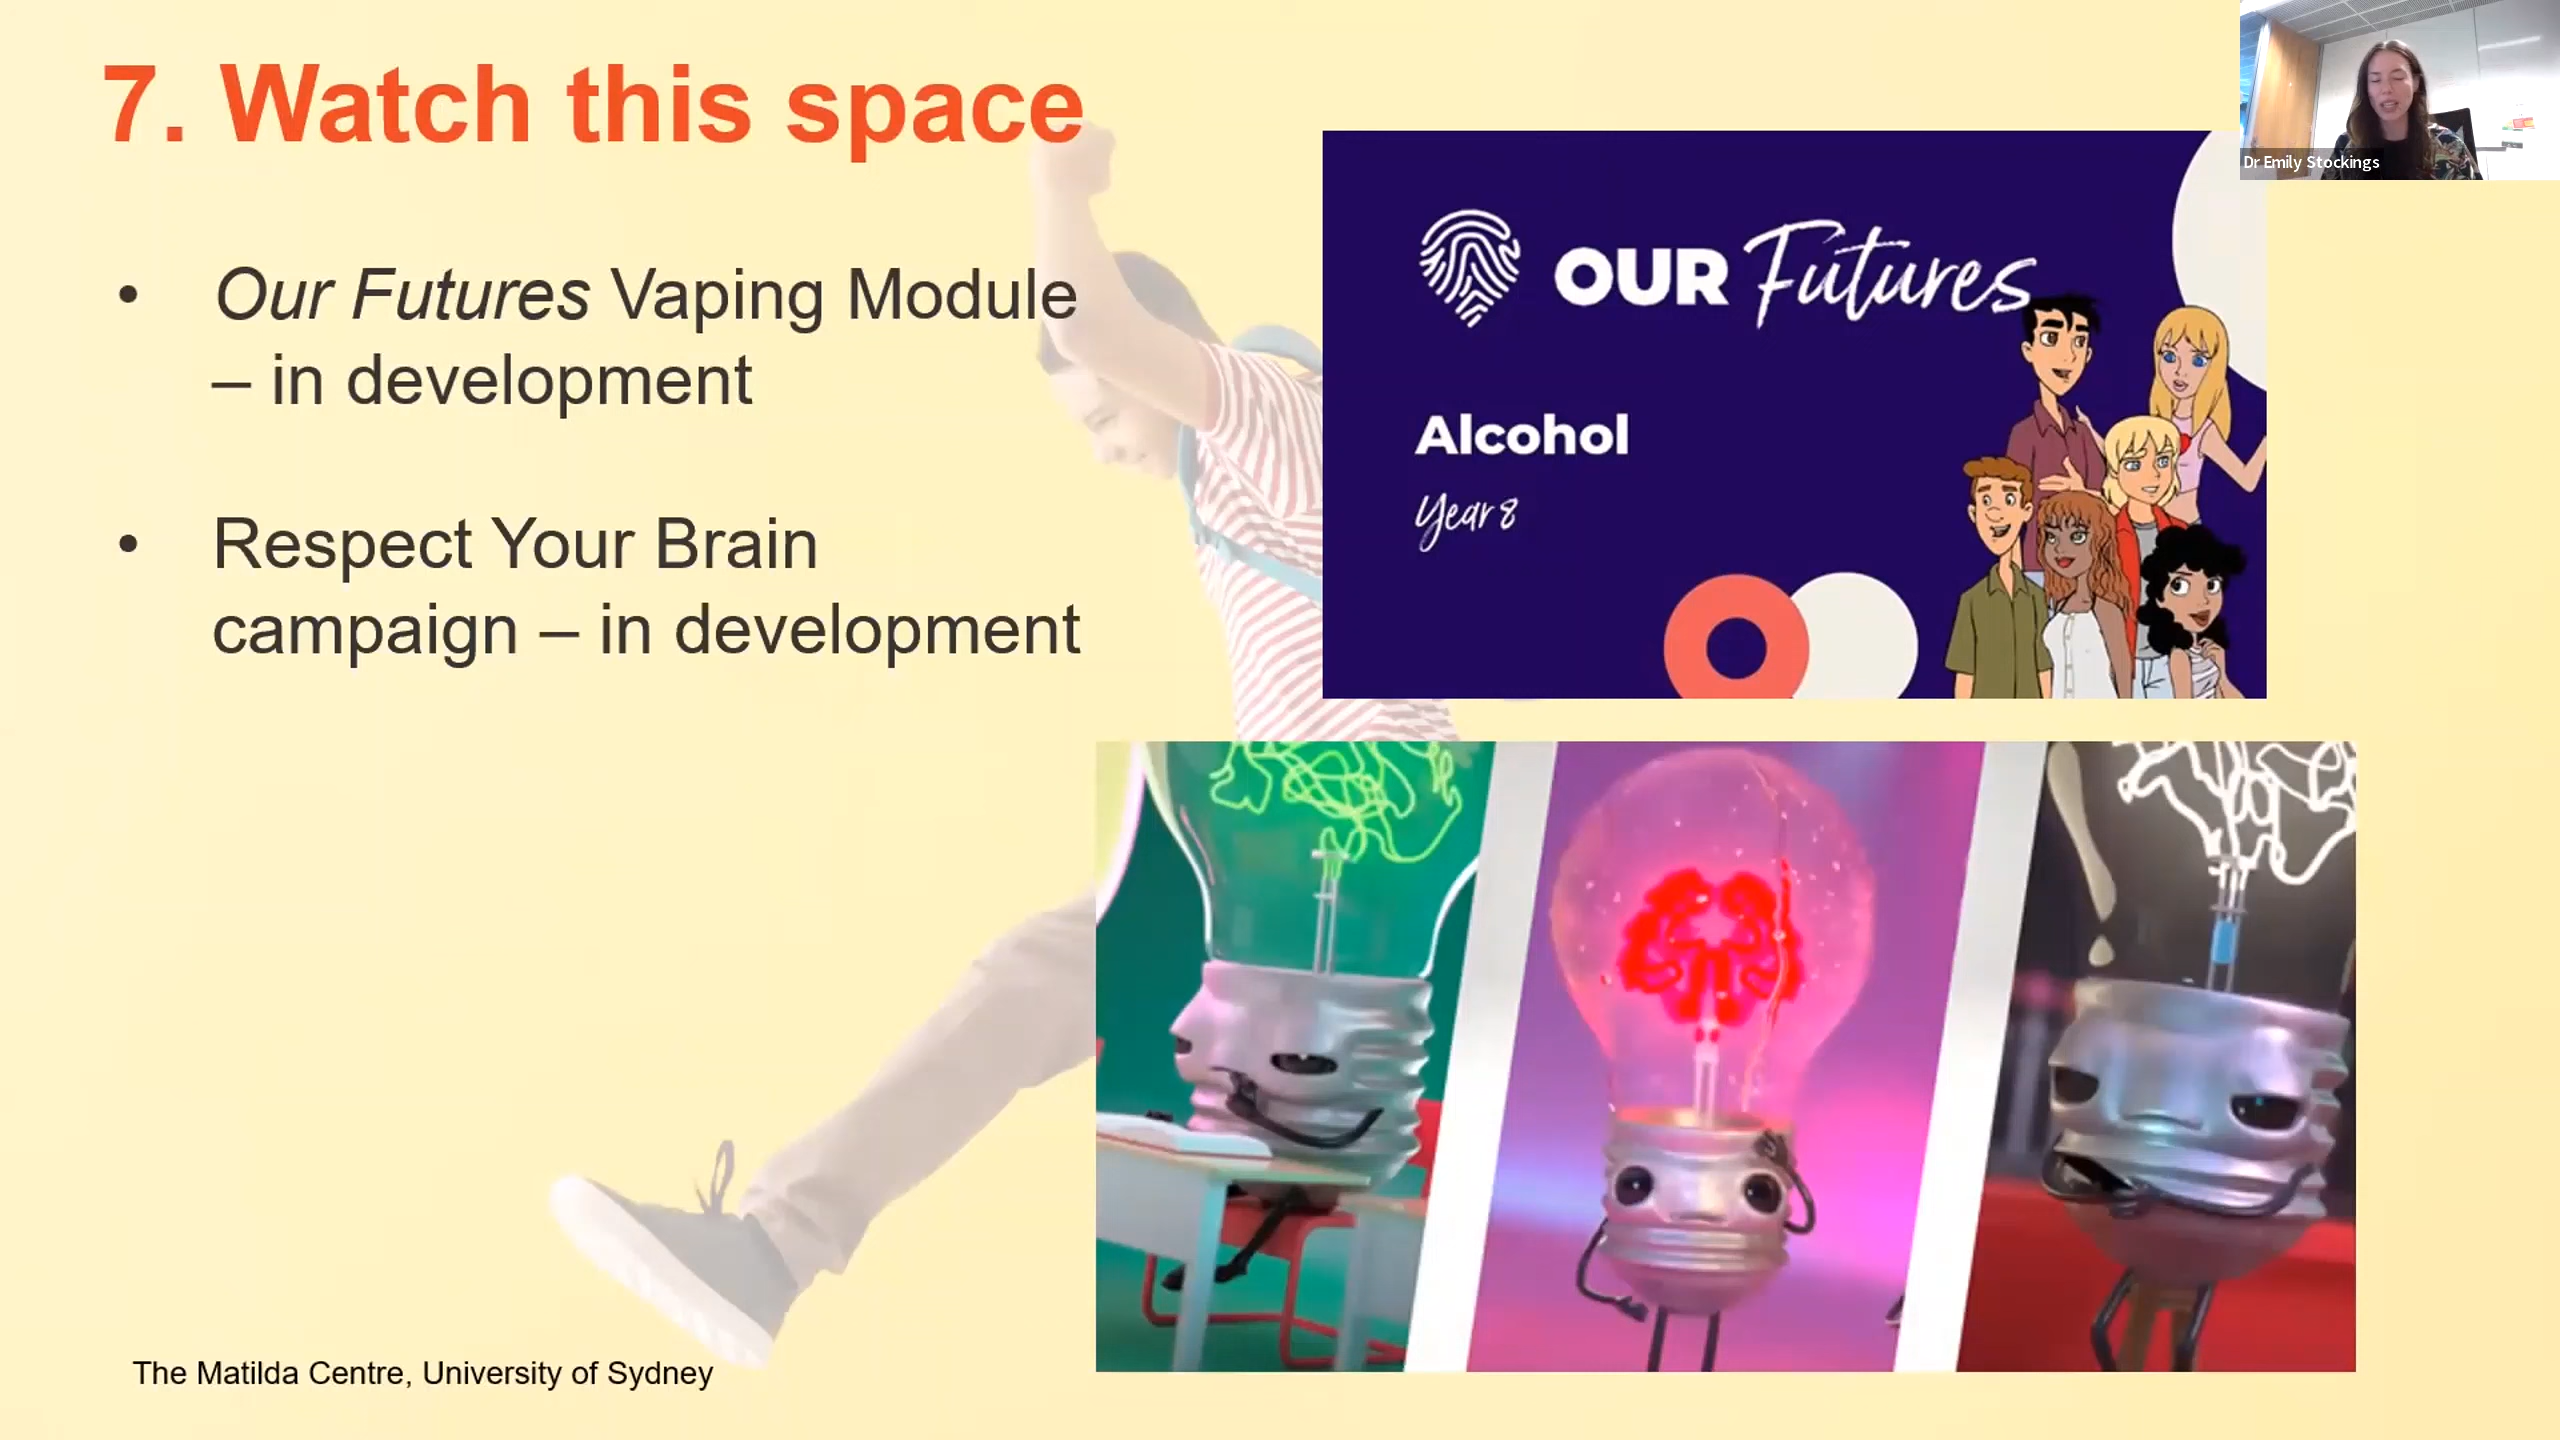 7. Watch this space
• Our Futures Vaping Module
– in development
• Respect Your Brain
campaign – in development
OUR Futures
Alcohol
Year 8
Dr Emily Stockings
The Matilda Centre, University of Sydney